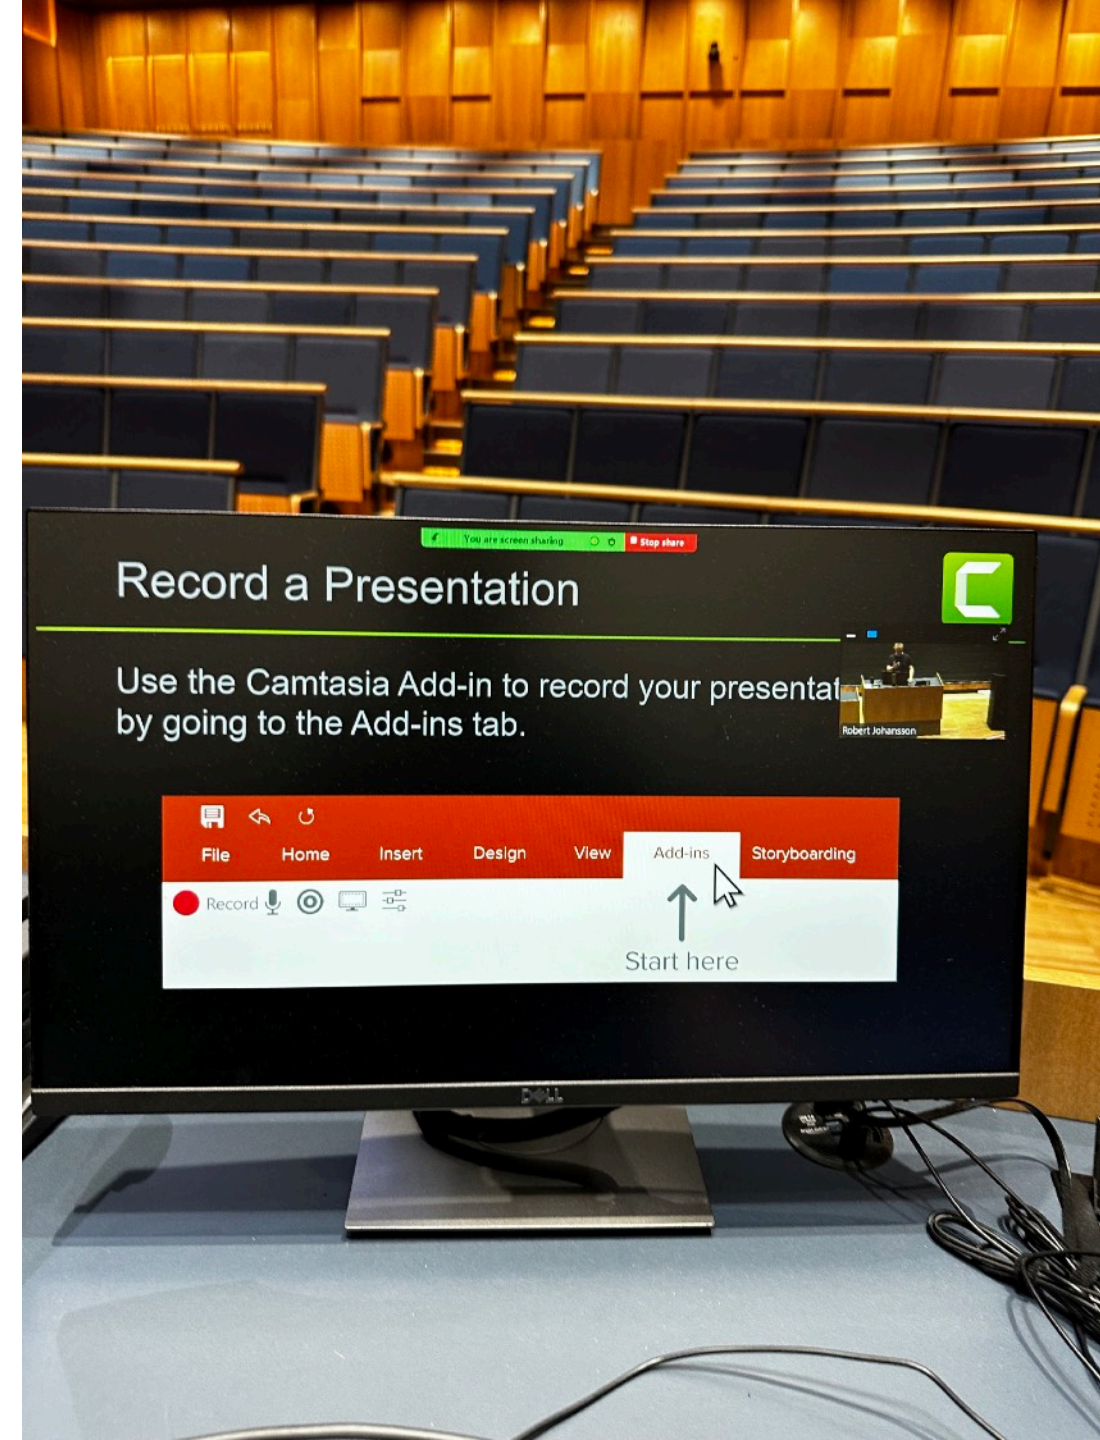 You are screen sharing
Stop share
Record a Presentation
Use the Camtasia Add-in to record your presentat
by going to the Add-ins tab.
Robert Johansson
File Home Insert Design View Add-ins Storyboarding
Record
Start here
DELL